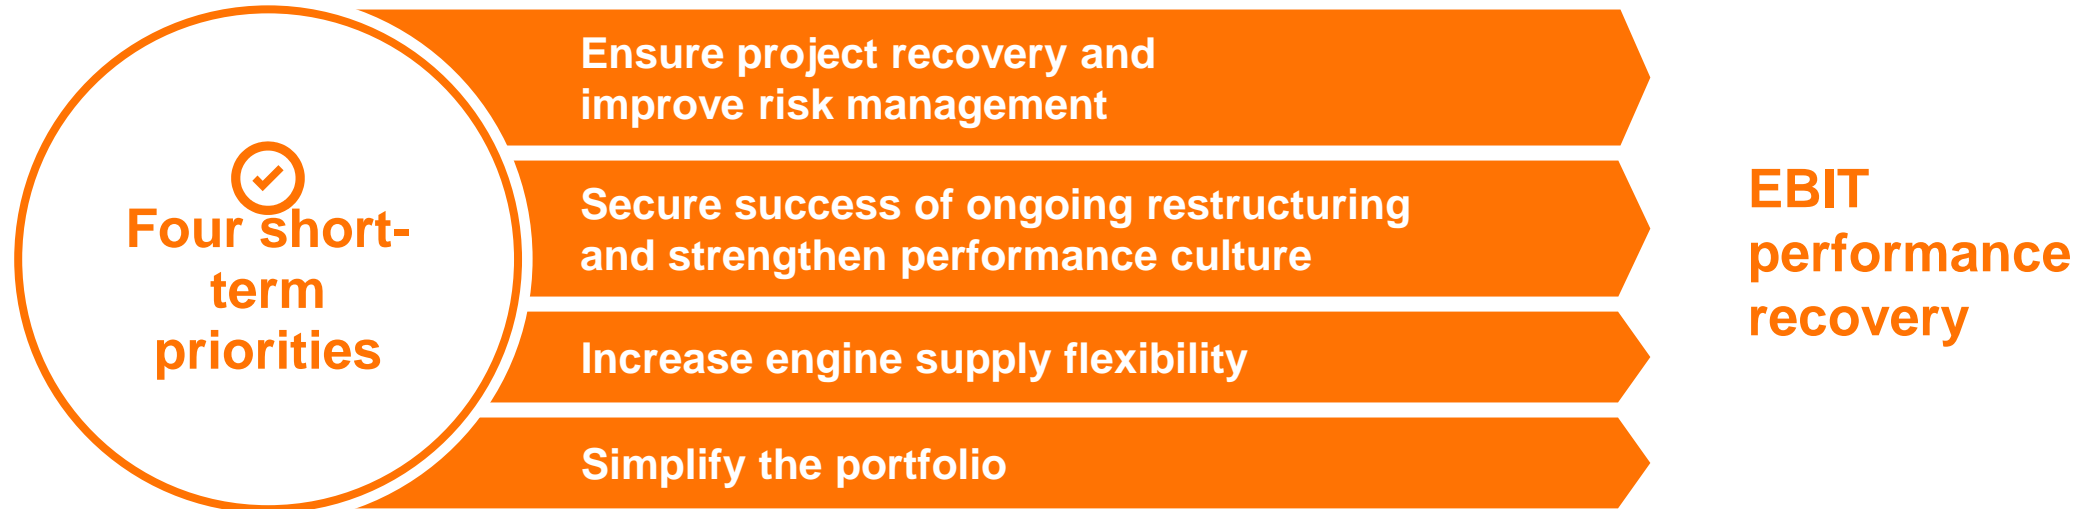 Four short-
term
priorities
Ensure project recovery and
improve risk management
Secure success of ongoing restructuring
and strengthen performance culture
Increase engine supply flexibility
Simplify the portfolio
EBIT
performance
recovery